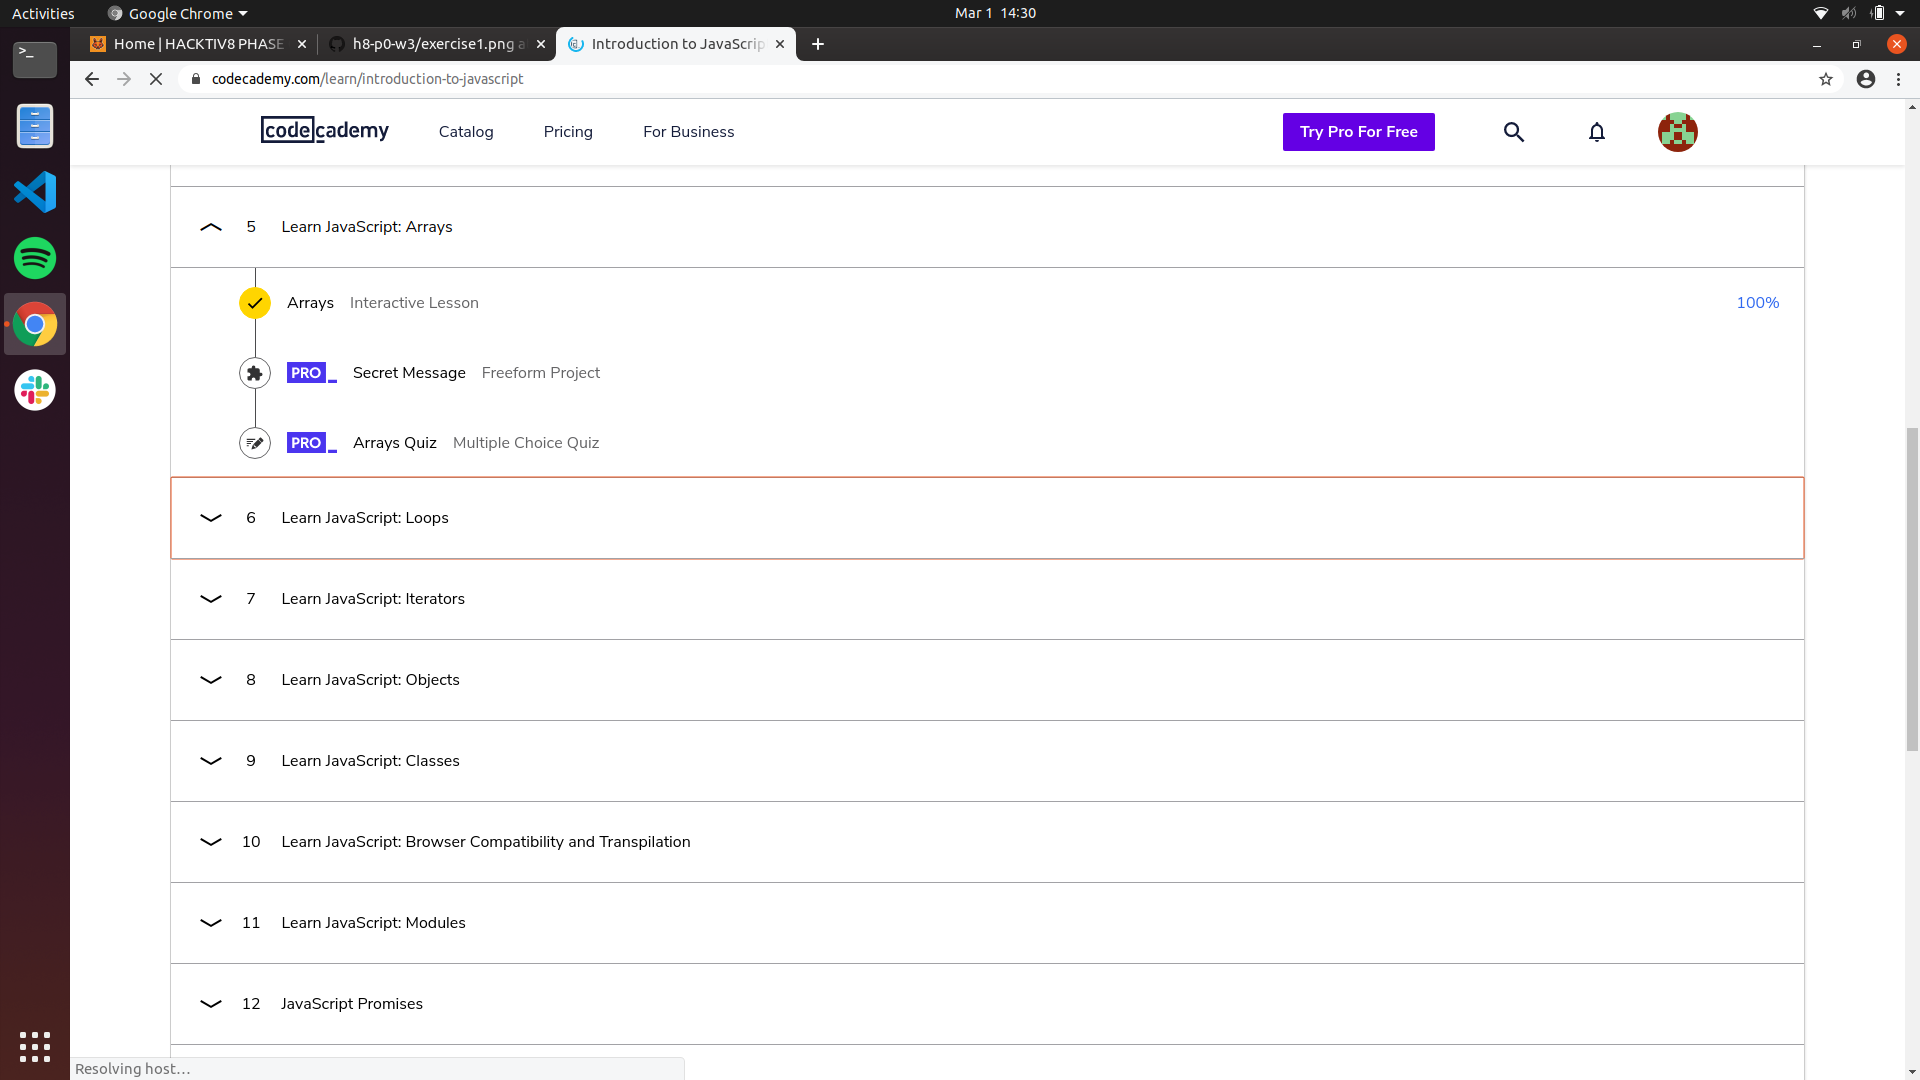 Activities Google Chrome Mar 1 14:30
Home | HACKTIV8 PHASE h8-p0-w3/exercise1.png a Introduction to JavaScrip
codecademy.com/learn/introduction-to-javascript
codecademy Catalog Pricing For Business Try Pro For Free
5 Learn JavaScript: Arrays
Arrays Interactive Lesson 100%
PRO Secret Message Freeform Project
PRO Arrays Quiz Multiple Choice Quiz
6 Learn JavaScript: Loops
7 Learn JavaScript: Iterators
8 Learn JavaScript: Objects
9 Learn JavaScript: Classes
10 Learn JavaScript: Browser Compatibility and Transpilation
11 Learn JavaScript: Modules
12 JavaScript Promises
Resolving host...